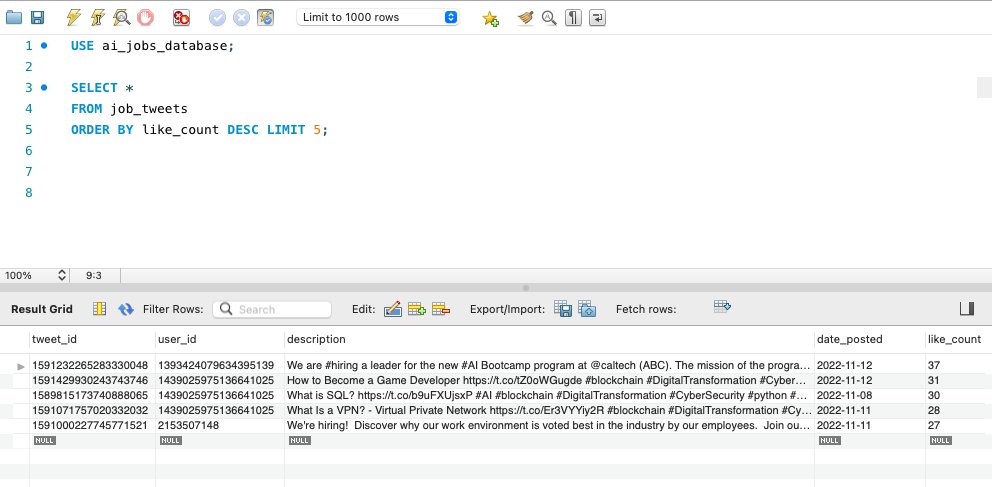 Limit to 1000 rows
1 USE ai_jobs_database;
2
3 SELECT *
4 FROM job_tweets
5 ORDER BY like_count DESC LIMIT 5;
6
7
8
100% 9:3
Result Grid Filter Rows: Search Edit: Export/Import: Fetch rows:
tweet_id user_id description date_posted like_count
1591232265283330048 1393424079634395139 We are #hiring a leader for the new #AI Bootcamp program at @caltech (ABC). The mission of the progra... 2022-11-12 37
1591429930243743746 1439025975136641025 How to Become a Game Developer https://t.co/tZ0oWGugde #blockchain #DigitalTransformation #Cyber... 2022-11-12 31
1589815173740888065 1439025975136641025 What is SQL? https://t.co/b9uFXUjsxP #AI #blockchain #DigitalTransformation #CyberSecurity #python #... 2022-11-08 30
1591071757020332032 1439025975136641025 What Is a VPN? - Virtual Private Network https://t.co/Er3VYYiy2R #blockchain #DigitalTransformation #Cy... 2022-11-11 28
1591000227745771521 2153507148 We're hiring! Discover why our work environment is voted best in the industry by our employees. Join ou... 2022-11-11 27
NULL NULL NULL NULL NULL